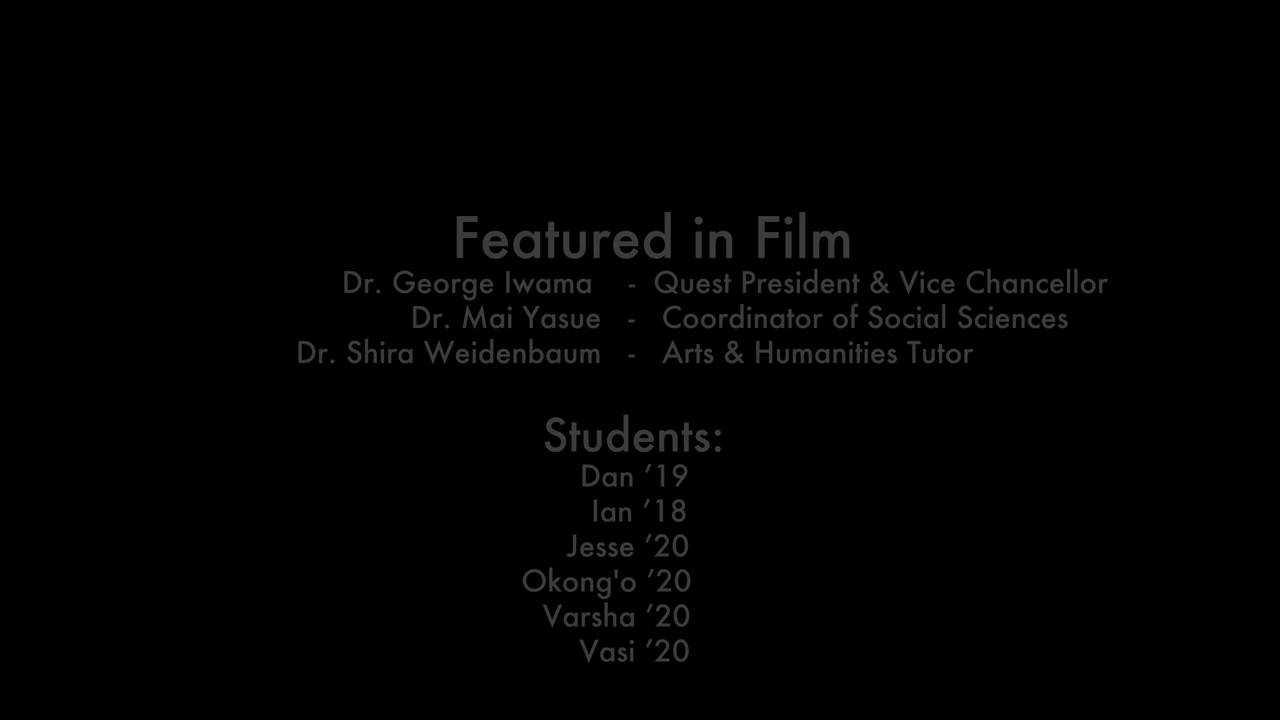 Featured in Film
Dr. George Iwama - Quest President & Vice Chancellor
Dr. Mai Yasue - Coordinator of Social Sciences
Dr. Shira Weidenbaum - Arts & Humanities Tutor
Students:
Dan ’19
Ian ’18
Jesse ’20
Okong'o ’20
Varsha ’20
Vasi ’20